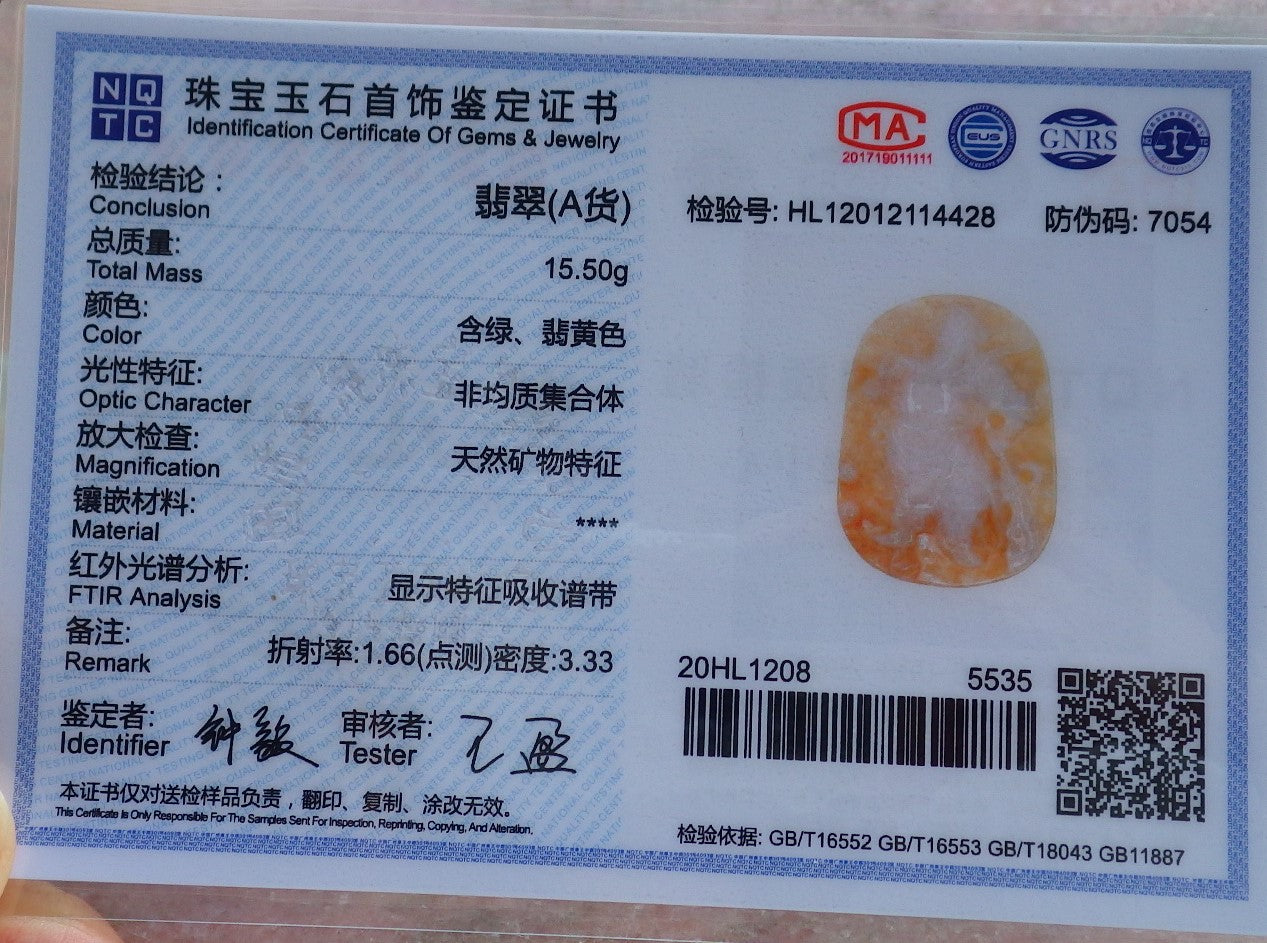 NQ
TC
珠宝玉石首饰鉴定证书
Identification Certificate Of Gems & Jewelry
检验结论：
Conclusion
翡翠(A货)
总质量:
Total Mass
15.50g
颜色:
Color
含绿、翡黄色
光性特征:
Optic Character
非均质集合体
放大检查:
Magnification
天然矿物特征
镶嵌材料:
Material
****
红外光谱分析:
FTIR Analysis
显示特征吸收谱带
备注:
Remark
折射率:1.66(点测)密度:3.33
鉴定者:
Identifier
审核者:
Tester
本证书仅对送检样品负责，翻印、复制、涂改无效。
This Certificate Is Only Responsible For The Samples Sent For Inspection, Reprinting, Copying, And Alteration.
MA
201719011111
EUS
GNRS
检验号: HL12012114428
防伪码: 7054
20HL1208
5535
检验依据: GB/T16552 GB/T16553 GB/T18043 GB11887